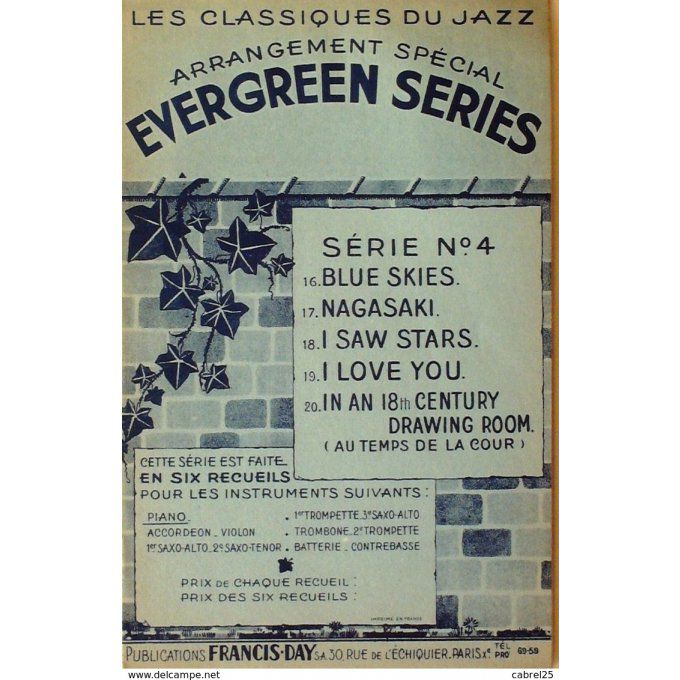 LES CLASSIQUES DU JAZZ
ARRANGEMENT SPÉCIAL
EVERGREEN SERIES
SÉRIE No.4
16. BLUE SKIES.
17. NAGASAKI.
18. I SAW STARS.
19. I LOVE YOU.
20. IN AN 18th CENTURY
DRAWING ROOM.
(AU TEMPS DE LA COUR)
CETTE SÉRIE EST FAITE
EN SIX RECUEILS
POUR LES INSTRUMENTS SUIVANTS:
PIANO. • 1er TROMPETTE. 3e SAXO-ALTO
ACCORDEON - VIOLON • TROMBONE. 2e TROMPETTE
1er SAXO-ALTO. 2e SAXO-TENOR • BATTERIE - CONTREBASSE
PRIX DE CHAQUE RECUEIL:
PRIX DES SIX RECUEILS:
IMPRIMÉ EN FRANCE
PUBLICATIONS FRANCIS-DAY S.A. 30, RUE DE L'ÉCHIQUIER. PARIS Xe TÉL PRO 69-59
www.delcampe.net
cabrel25